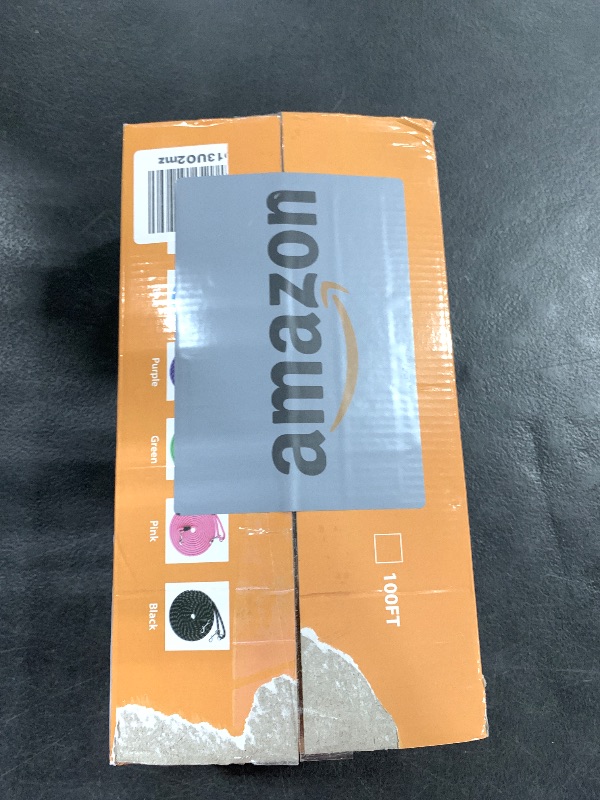 13U02mz
amazon
Purple
Green
Pink
Black
100FT